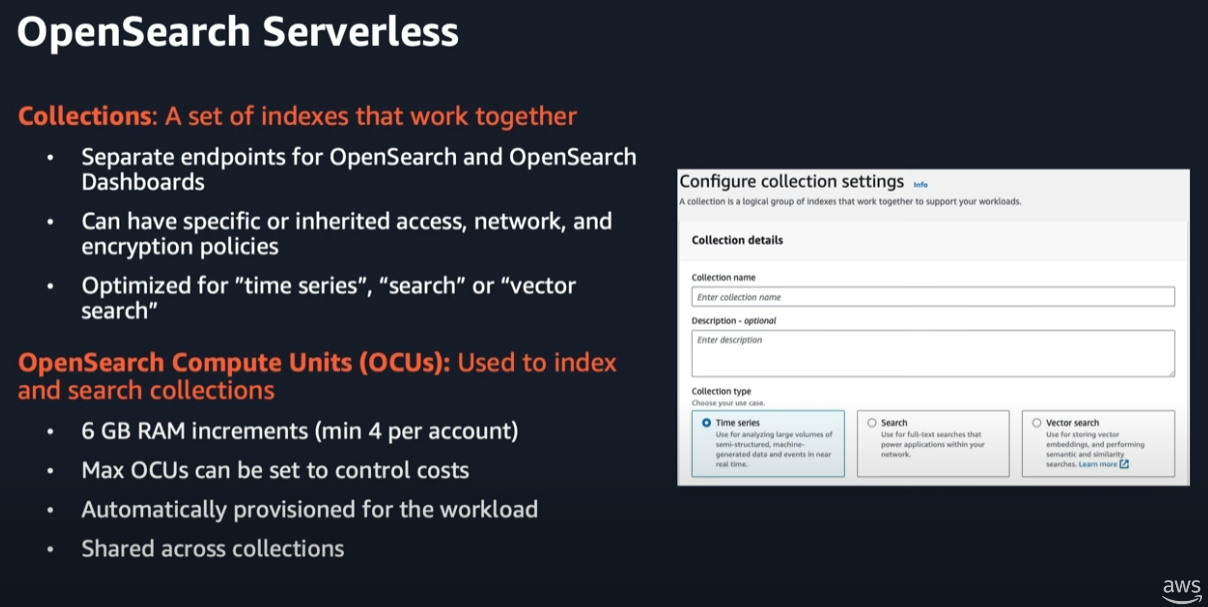 OpenSearch Serverless
Collections: A set of indexes that work together
• Separate endpoints for OpenSearch and OpenSearch
Dashboards
• Can have specific or inherited access, network, and
encryption policies
• Optimized for "time series", “search” or “vector
search”
OpenSearch Compute Units (OCUs): Used to index
and search collections
• 6 GB RAM increments (min 4 per account)
• Max OCUs can be set to control costs
• Automatically provisioned for the workload
• Shared across collections
Configure collection settings Info
A collection is a logical group of indexes that work together to support your workloads.
Collection details
Collection name
Enter collection name
Description - optional
Enter description
Collection type
Choose your use case.
Time series
Use for analyzing large volumes of
semi-structured, machine-
generated data and events in near
real time.
Search
Use for full-text searches that
power applications within your
network.
Vector search
Use for storing vector
embeddings, and performing
semantic and similarity
searches. Learn more
aws